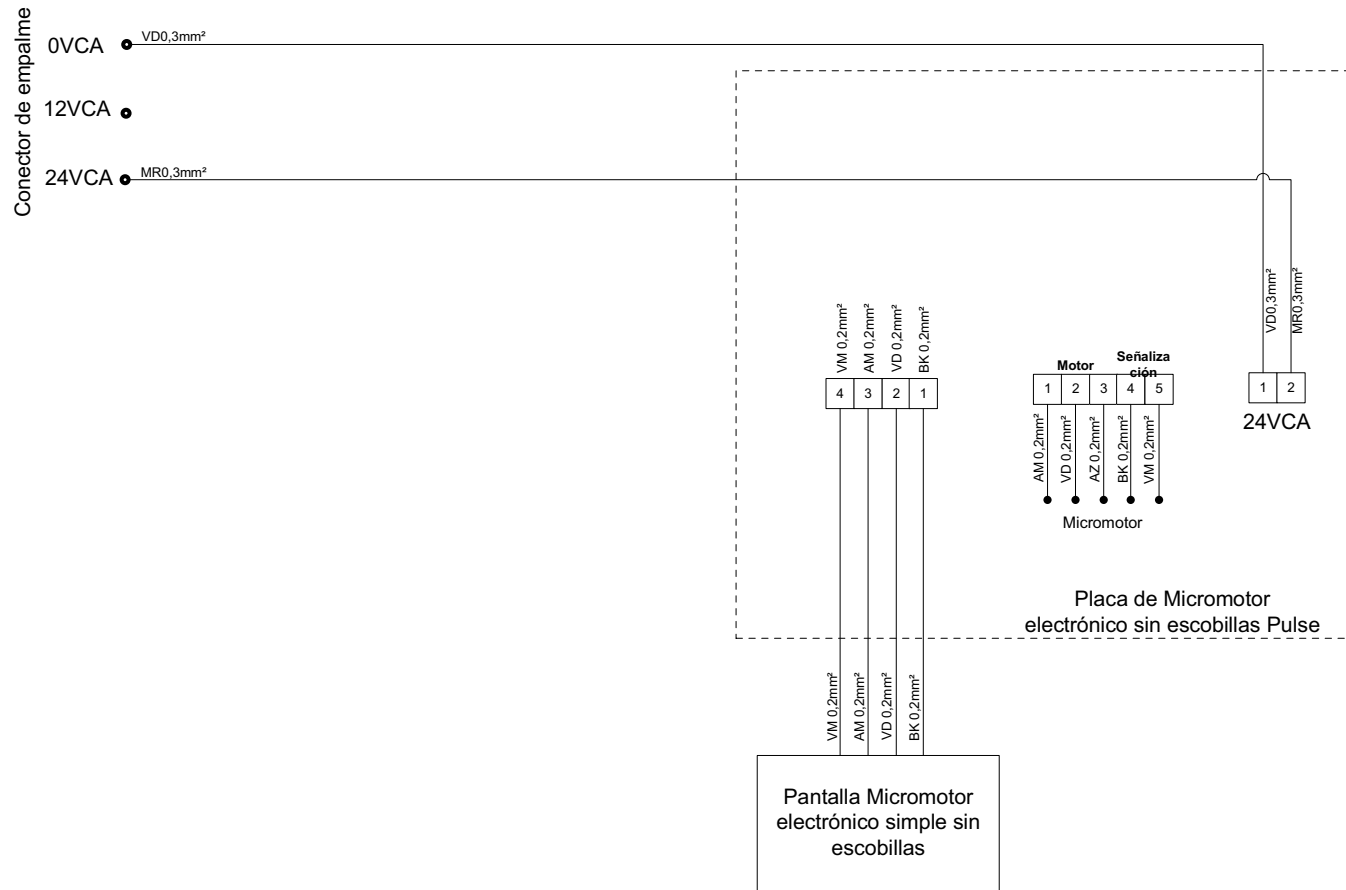 Conector de empalme
0VCA
VD0,3mm²
12VCA
24VCA
MR0,3mm²
VD0,3mm²
MR0,3mm²
VM 0,2mm²
AM 0,2mm²
VD 0,2mm²
BK 0,2mm²
4 3 2 1
Motor
Señaliza
ción
1 2 3 4 5
1 2
24VCA
AM 0,2mm²
VD 0,2mm²
AZ 0,2mm²
BK 0,2mm²
VM 0,2mm²
Micromotor
Placa de Micromotor
electrónico sin escobillas Pulse
VM 0,2mm²
AM 0,2mm²
VD 0,2mm²
BK 0,2mm²
Pantalla Micromotor
electrónico simple sin
escobillas